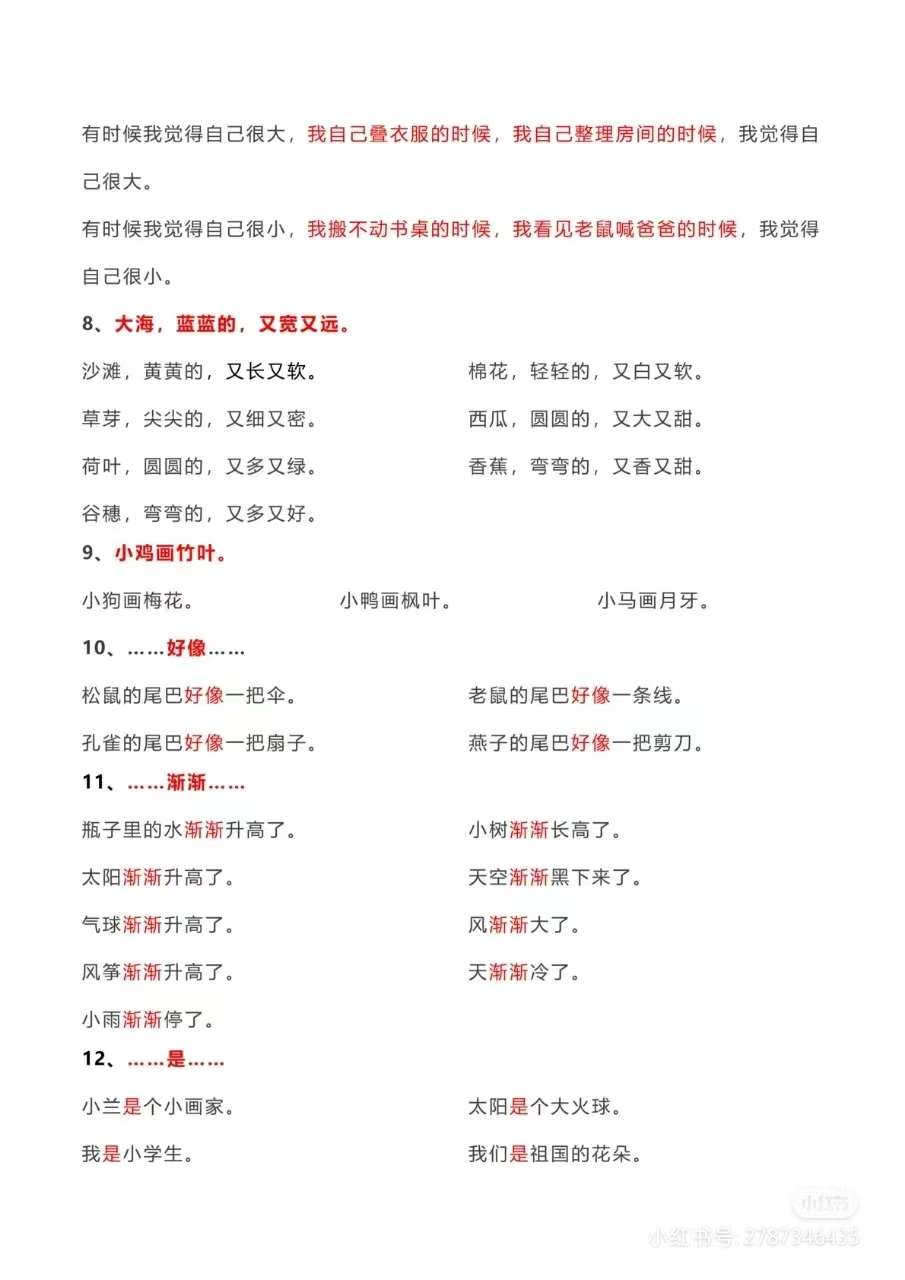 有时候我觉得自己很大，我自己叠衣服的时候，我自己整理房间的时候，我觉得自
己很大。
有时候我觉得自己很小，我搬不动书桌的时候，我看见老鼠喊爸爸的时候，我觉得
自己很小。
8、大海，蓝蓝的，又宽又远。
沙滩，黄黄的，又长又软。 棉花，轻轻的，又白又软。
草芽，尖尖的，又细又密。 西瓜，圆圆的，又大又甜。
荷叶，圆圆的，又多又绿。 香蕉，弯弯的，又香又甜。
谷穗，弯弯的，又多又好。
9、小鸡画竹叶。
小狗画梅花。 小鸭画枫叶。 小马画月牙。
10、……好像……
松鼠的尾巴好像一把伞。 老鼠的尾巴好像一条线。
孔雀的尾巴好像一把扇子。 燕子的尾巴好像一把剪刀。
11、……渐渐……
瓶子里的水渐渐升高了。 小树渐渐长高了。
太阳渐渐升高了。 天空渐渐黑下来了。
气球渐渐升高了。 风渐渐大了。
风筝渐渐升高了。 天渐渐冷了。
小雨渐渐停了。
12、……是……
小兰是个小画家。 太阳是个大火球。
我是小学生。 我们是祖国的花朵。
小红书
小红书号: 2787346439